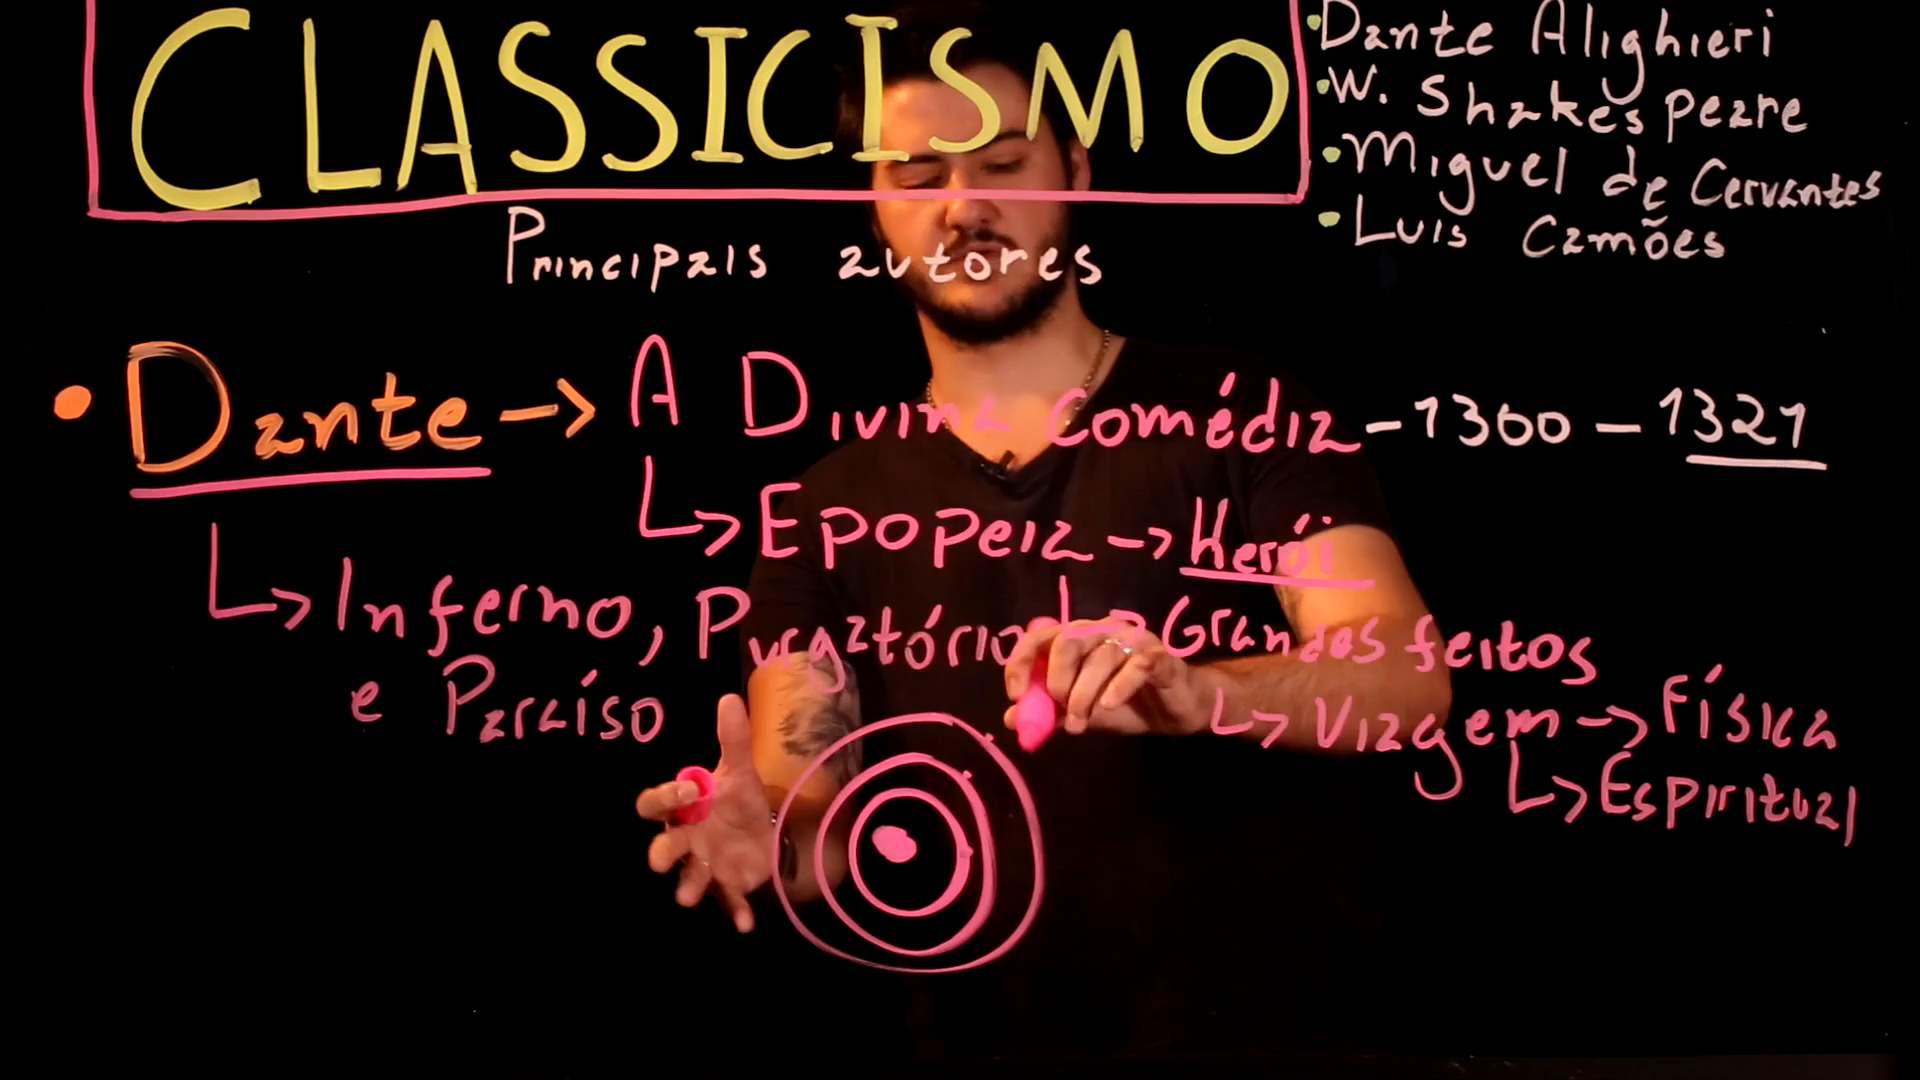 CLASSICISMO
• Dante Alighieri
• W. Shakespeare
• Miguel de Cervantes
• Luis Camões
Principais autores
• Dante → A Divina Comédia - 1300 - 1321
↳ Epopeia → Herói
↳ Inferno, Purgatório
e Paraíso
↳ Grandes feitos
↳ Viagem → Física
↳ Espiritual